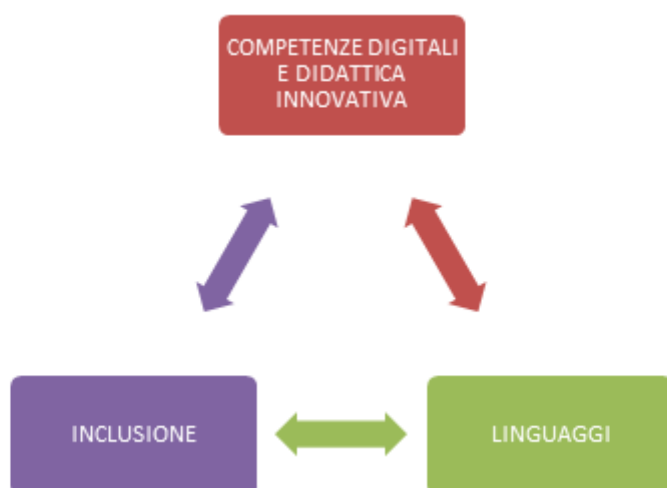 COMPETENZE DIGITALI
E DIDATTICA
INNOVATIVA
INCLUSIONE
LINGUAGGI